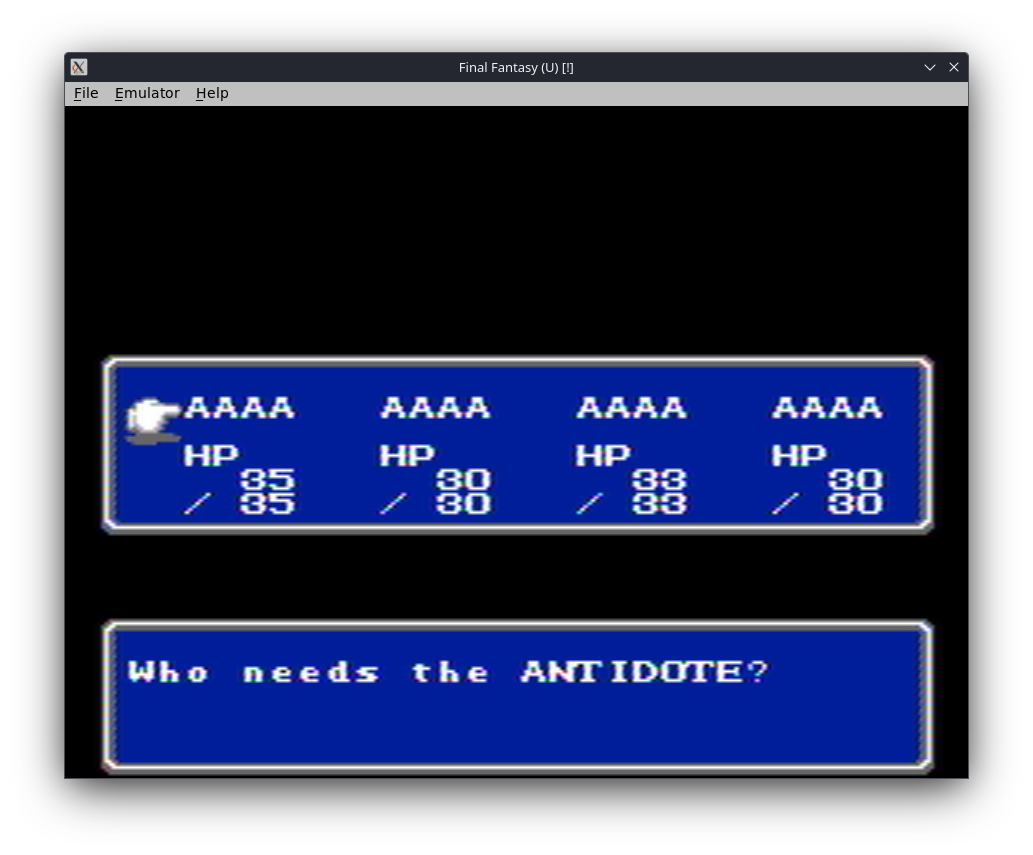 Final Fantasy (U) [!]
File Emulator Help
AAAA AAAA AAAA AAAA
HP HP HP HP
35 30 33 30
/ 35 / 30 / 33 / 30
Who needs the ANTIDOTE?